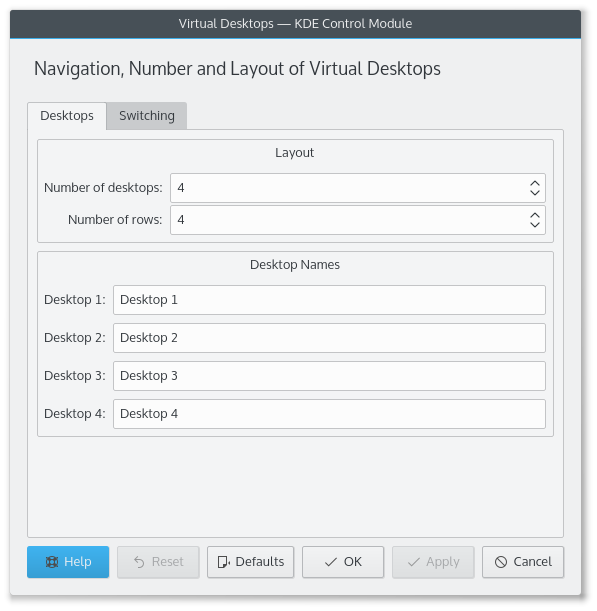 Virtual Desktops — KDE Control Module
Navigation, Number and Layout of Virtual Desktops
Desktops Switching
Layout
Number of desktops: 4
Number of rows: 4
Desktop Names
Desktop 1: Desktop 1
Desktop 2: Desktop 2
Desktop 3: Desktop 3
Desktop 4: Desktop 4
Help Reset Defaults OK Apply Cancel